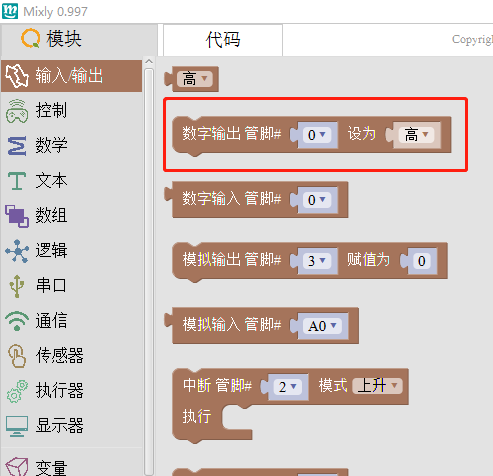 Mixly 0.997
模块
代码
Copyrigh
输入/输出
控制
数学
文本
数组
逻辑
串口
通信
传感器
执行器
显示器
变量
高
数字输出 管脚# 0 设为 高
数字输入 管脚# 0
模拟输出 管脚# 3 赋值为 0
模拟输入 管脚# A0
中断 管脚# 2 模式 上升
执行